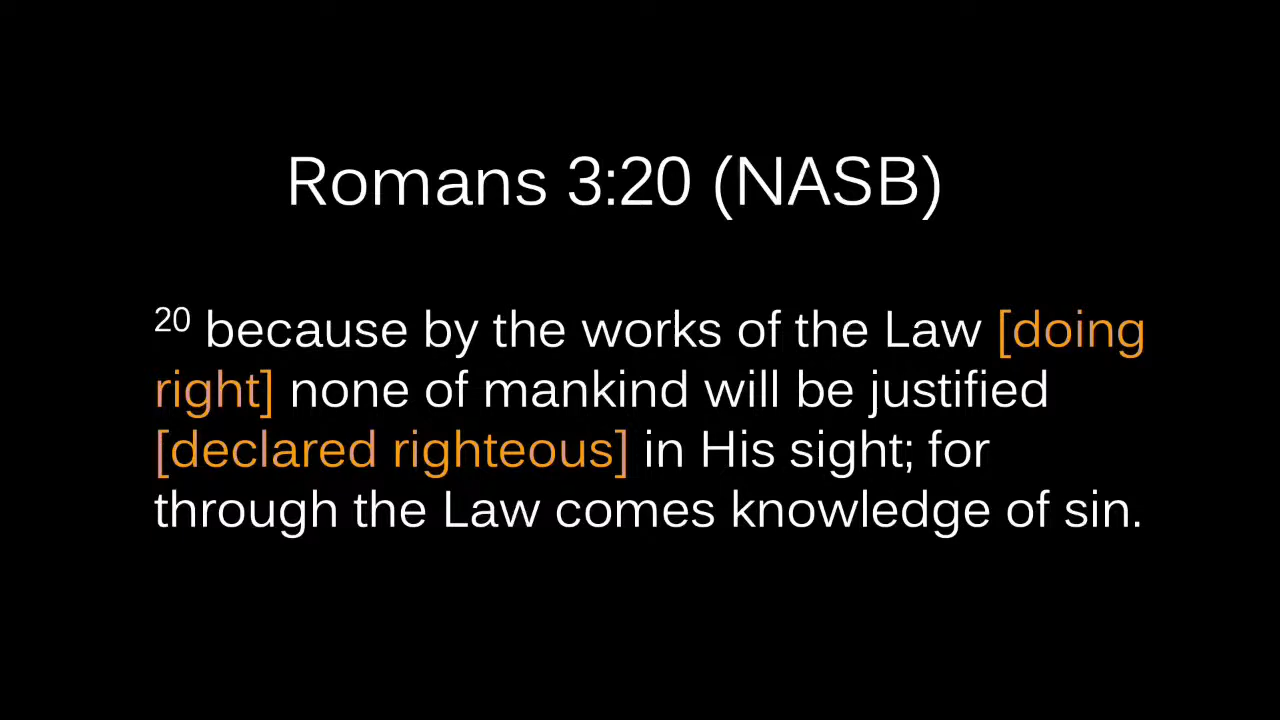 Romans 3:20 (NASB)
20 because by the works of the Law [doing
right] none of mankind will be justified
[declared righteous] in His sight; for
through the Law comes knowledge of sin.